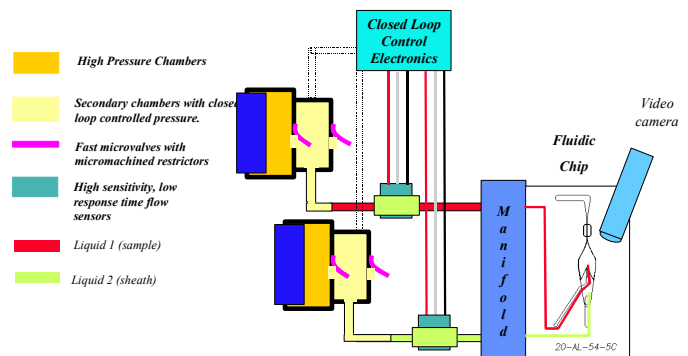 Closed Loop
Control
Electronics
High Pressure Chambers
Secondary chambers with closed
loop controlled pressure.
Fast microvalves with
micromachined restrictors
High sensitivity, low
response time flow
sensors
Liquid 1 (sample)
Liquid 2 (sheath)
Manifold
Fluidic
Chip
Video
camera
20-AL-54-5C